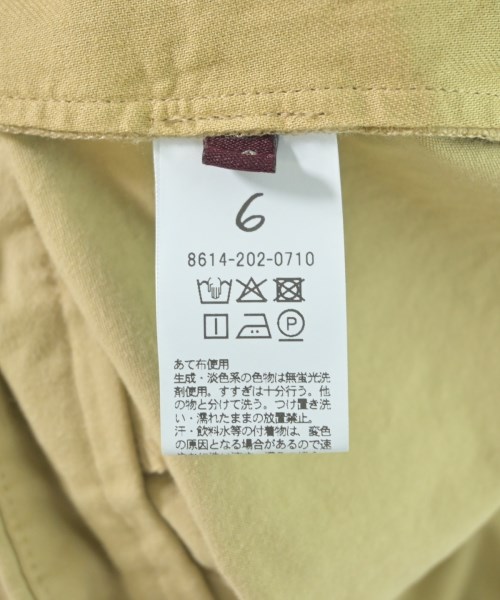 6
8614-202-0710
P
あて布使用
生成・淡色系の色物は無蛍光洗
剤使用。すすぎは十分行う。他
の物と分けて洗う。つけ置き洗
い・濡れたままの放置禁止。
汗・飲料水等の付着物は、変色
の原因となる場合があるので速